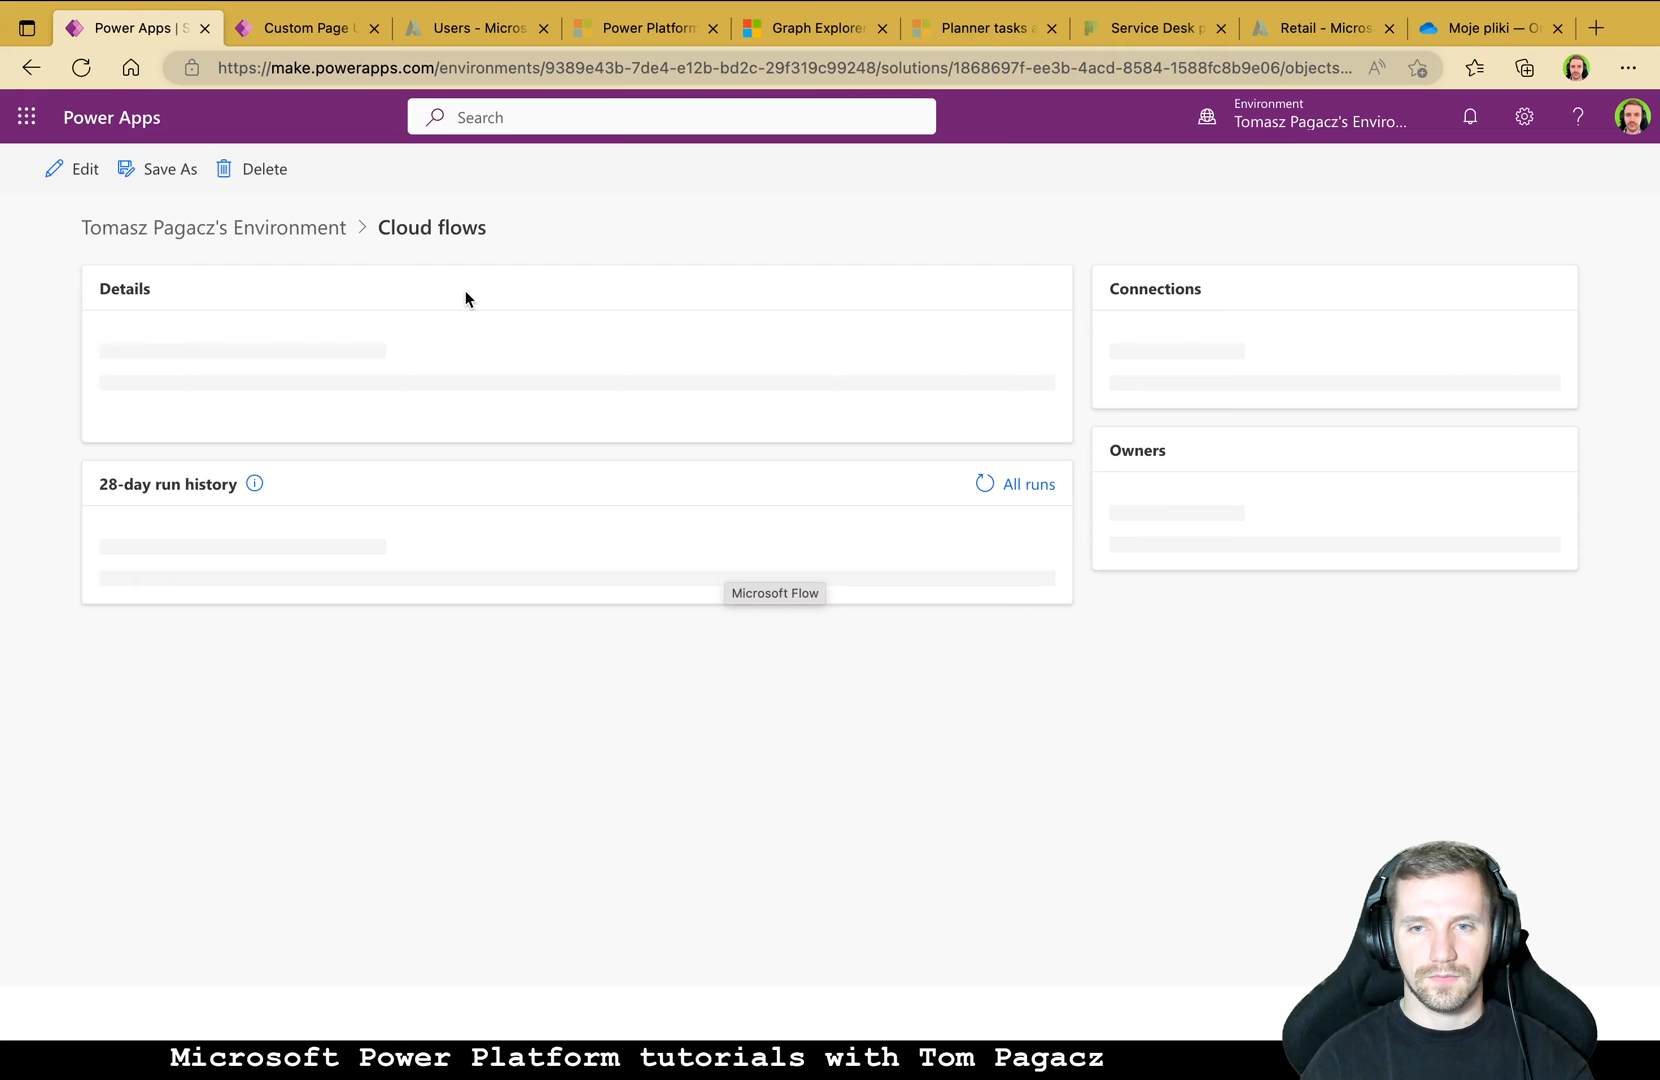 Power Apps | S
Custom Page U
Users - Micros
Power Platform
Graph Explorer
Planner tasks a
Service Desk p
Retail - Micros
Moje pliki — On
https://make.powerapps.com/environments/9389e43b-7de4-e12b-bd2c-29f319c99248/solutions/1868697f-ee3b-4acd-8584-1588fc8b9e06/objects...
Power Apps
Search
Environment
Tomasz Pagacz's Enviro...
Edit
Save As
Delete
Tomasz Pagacz's Environment > Cloud flows
Details
Connections
Owners
28-day run history
All runs
Microsoft Flow
Microsoft Power Platform tutorials with Tom Pagacz